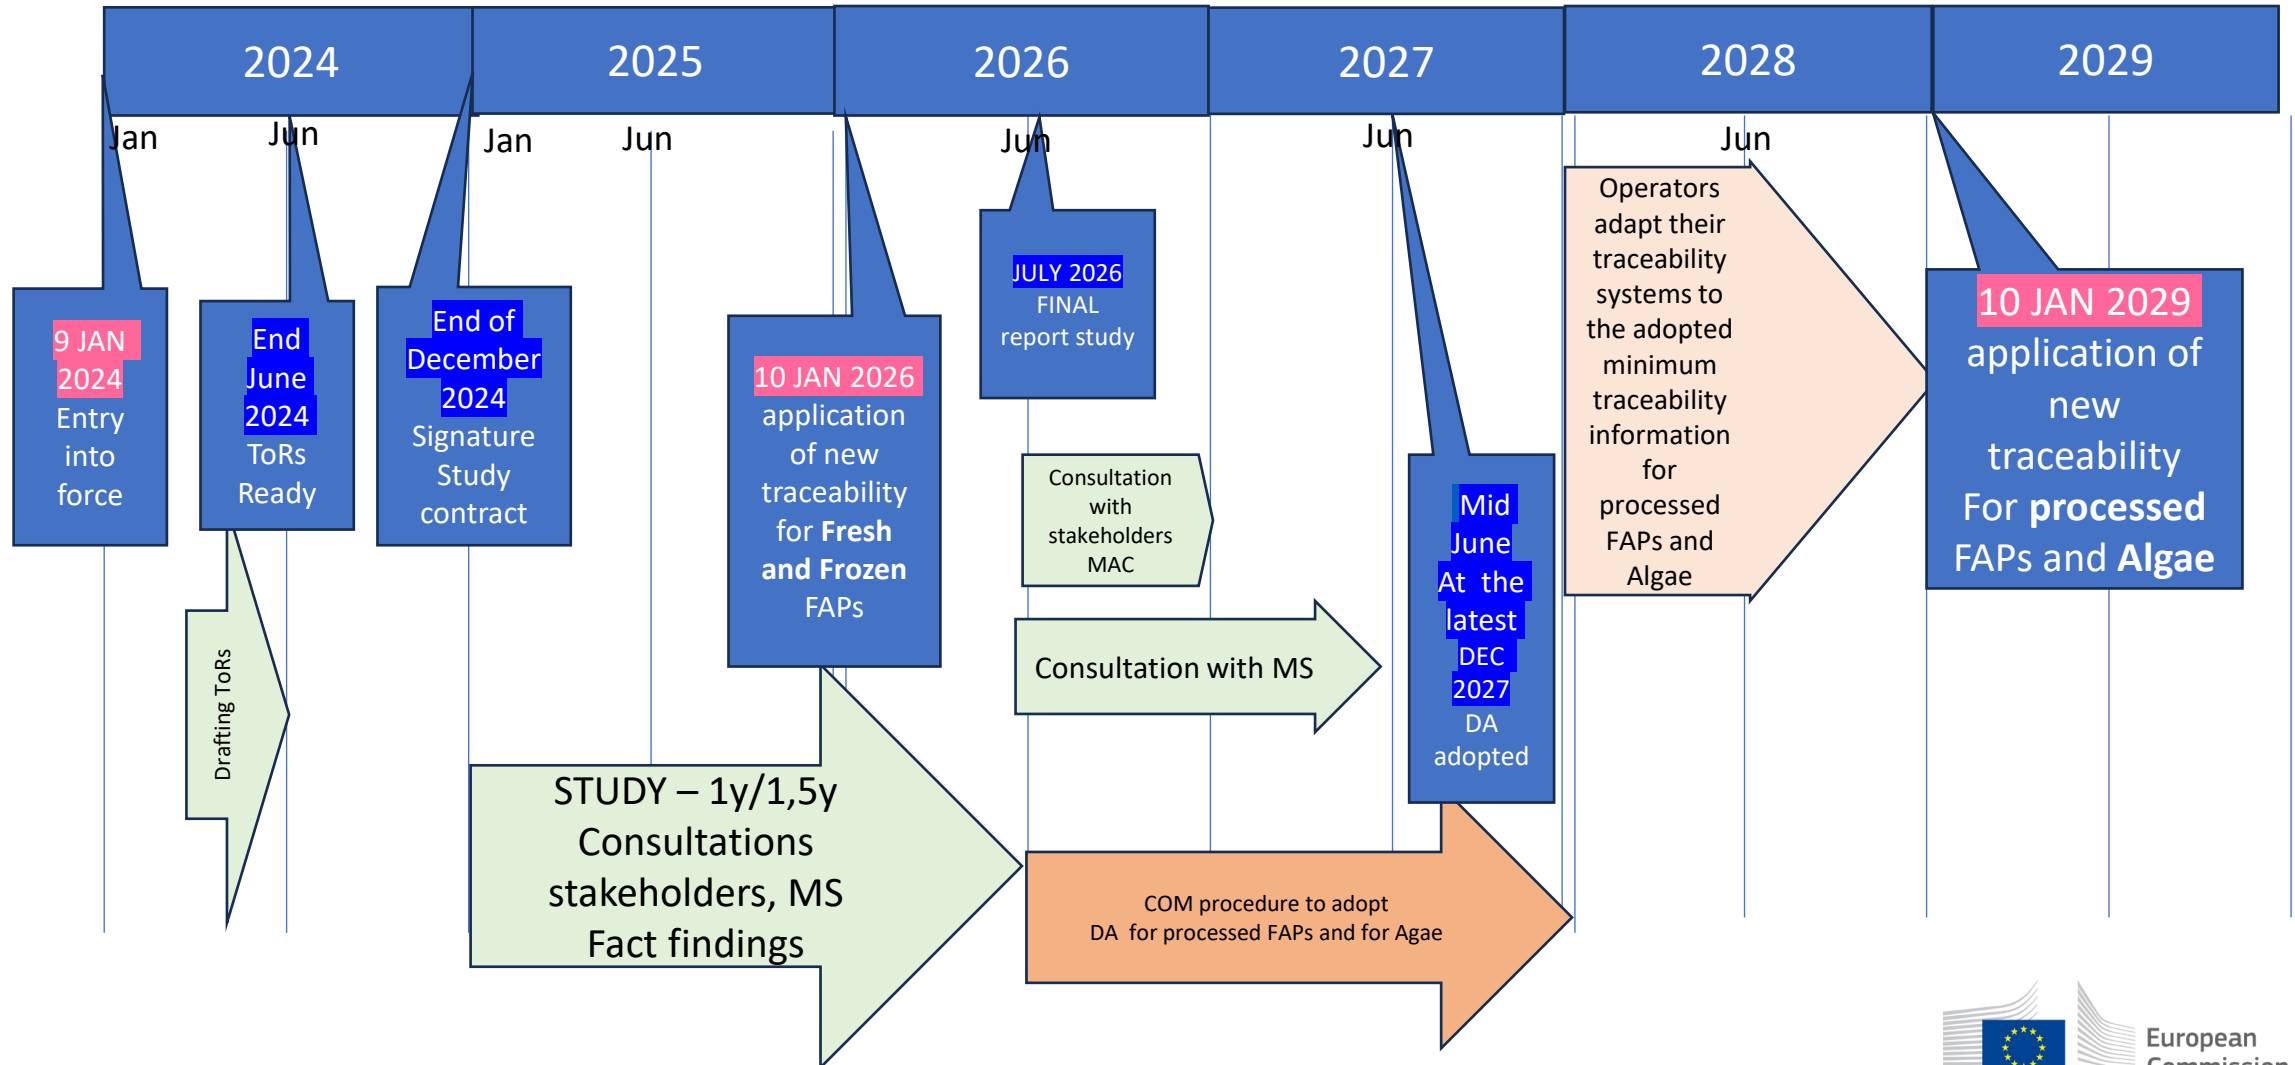 2024
2025
2026
2027
2028
2029
Jan
Jun
Jan
Jun
Jun
Jun
Jun
9 JAN
2024
Entry
into
force
End
June
2024
ToRs
Ready
End of
December
2024
Signature
Study
contract
10 JAN 2026
application
of new
traceability
for Fresh
and Frozen
FAPs
JULY 2026
FINAL
report study
Consultation
with
stakeholders
MAC
Consultation with MS
Mid
June
At the
latest
DEC
2027
DA
adopted
Operators
adapt their
traceability
systems to
the adopted
minimum
traceability
information
for
processed
FAPs and
Algae
10 JAN 2029
application of
new
traceability
For processed
FAPs and Algae
Drafting ToRs
STUDY – 1y/1,5y
Consultations
stakeholders, MS
Fact findings
COM procedure to adopt
DA for processed FAPs and for Agae
European
Commission